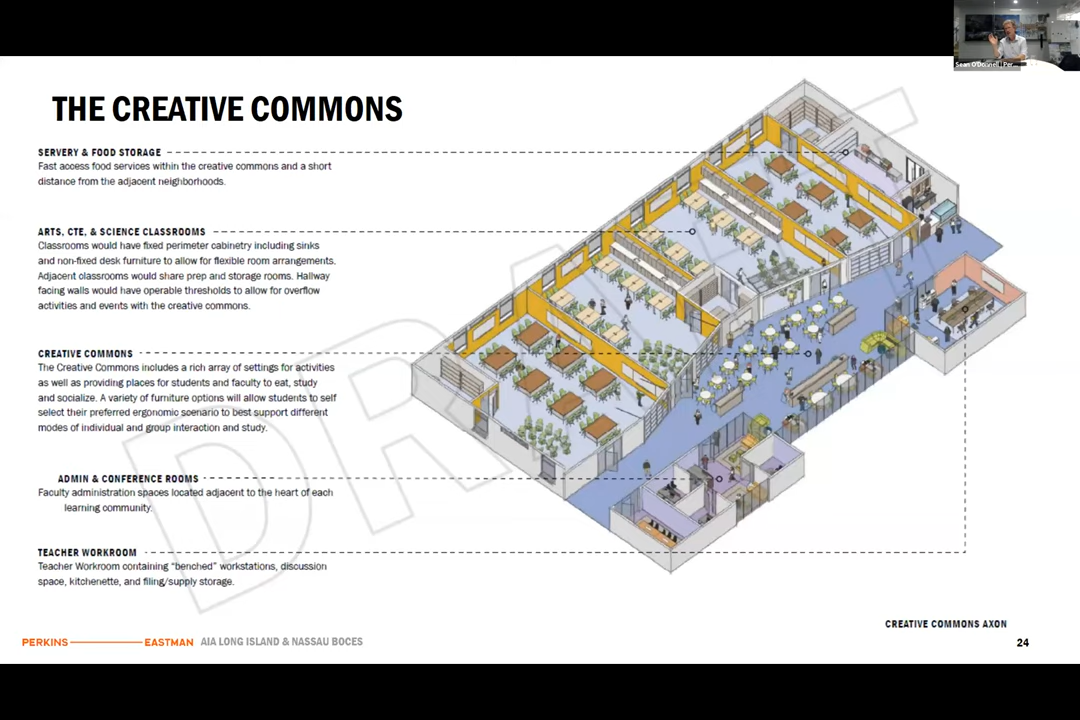 THE CREATIVE COMMONS
SERVERY & FOOD STORAGE
Fast access food services within the creative commons and a short
distance from the adjacent neighborhoods.
ARTS, CTE, & SCIENCE CLASSROOMS
Classrooms would have fixed perimeter cabinetry including sinks
and non-fixed desk furniture to allow for flexible room arrangements.
Adjacent classrooms would share prep and storage rooms. Hallway
facing walls would have operable thresholds to allow for overflow
activities and events with the creative commons.
CREATIVE COMMONS
The Creative Commons includes a rich array of settings for activities
as well as providing places for students and faculty to eat, study
and socialize. A variety of furniture options will allow students to self
select their preferred ergonomic scenario to best support different
modes of individual and group interaction and study.
ADMIN & CONFERENCE ROOMS
Faculty administration spaces located adjacent to the heart of each
learning community.
TEACHER WORKROOM
Teacher Workroom containing "benched" workstations, discussion
space, kitchenette, and filing/supply storage.
DRAFT
CREATIVE COMMONS AXON
PERKINS EASTMAN AIA LONG ISLAND & NASSAU BOCES
24
Sean O'Donnell | Per...